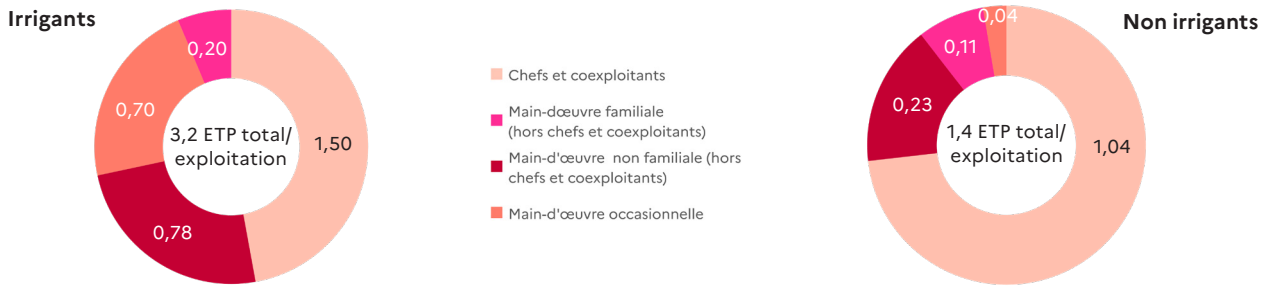 Irrigants
0,20
0,70
3,2 ETP total/
exploitation
1,50
0,78
Chefs et coexploitants
Main-dœuvre familiale
(hors chefs et coexploitants)
Main-d'œuvre  non familiale (hors
chefs et coexploitants)
Main-d'œuvre occasionnelle
Non irrigants
0,04
0,11
0,23
1,4 ETP total/
exploitation
1,04